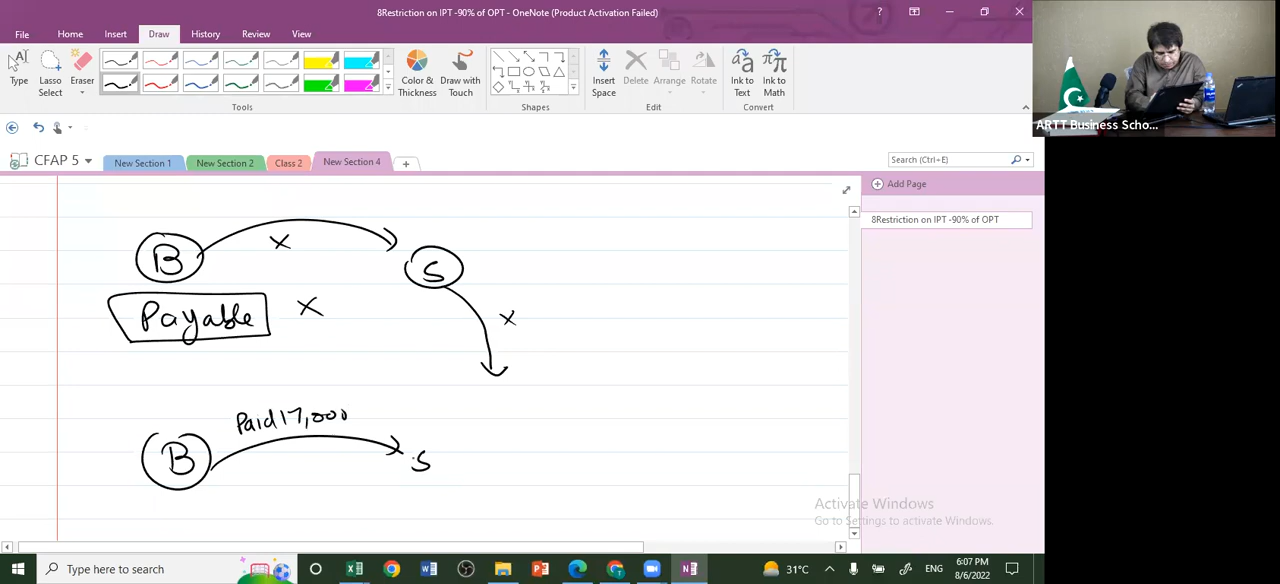 8Restriction on IPT -90% of OPT - OneNote (Product Activation Failed)
?
File Home Insert Draw History Review View
Type Lasso Select Eraser Color & Thickness Draw with Touch Insert Space Delete Arrange Rotate Ink to Text Ink to Math
Tools Shapes Edit Convert
ARTT Business Scho...
CFAP 5 New Section 1 New Section 2 Class 2 New Section 4
Search (Ctrl+E)
Add Page
8Restriction on IPT -90% of OPT
B x S
Payable x x
Paid 17,000
B S
Activate Windows
Go to Settings to activate Windows.
Type here to search
31°C ENG 6:07 PM
8/6/2022